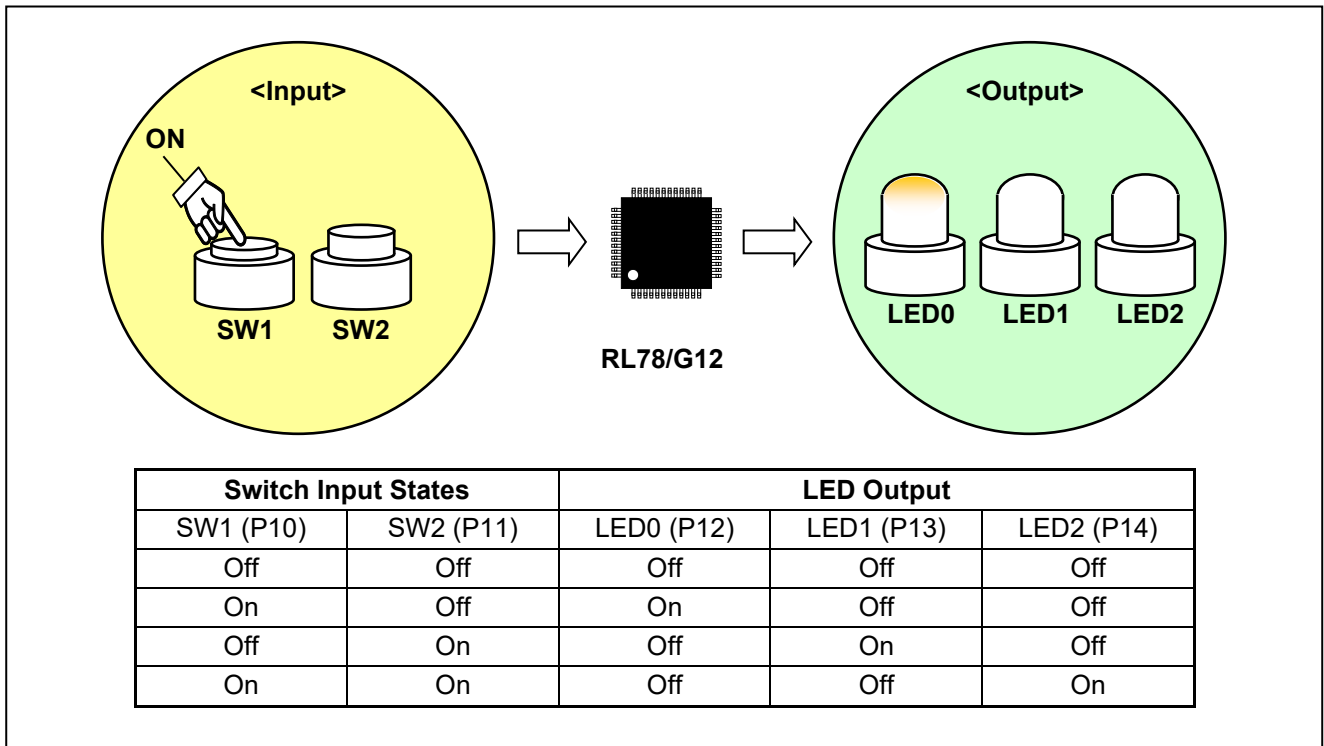 <Input>
ON
SW1 SW2
RL78/G12
<Output>
LED0 LED1 LED2
Switch Input States LED Output
SW1 (P10) SW2 (P11) LED0 (P12) LED1 (P13) LED2 (P14)
Off Off Off Off Off
On Off On Off Off
Off On Off On Off
On On Off Off On